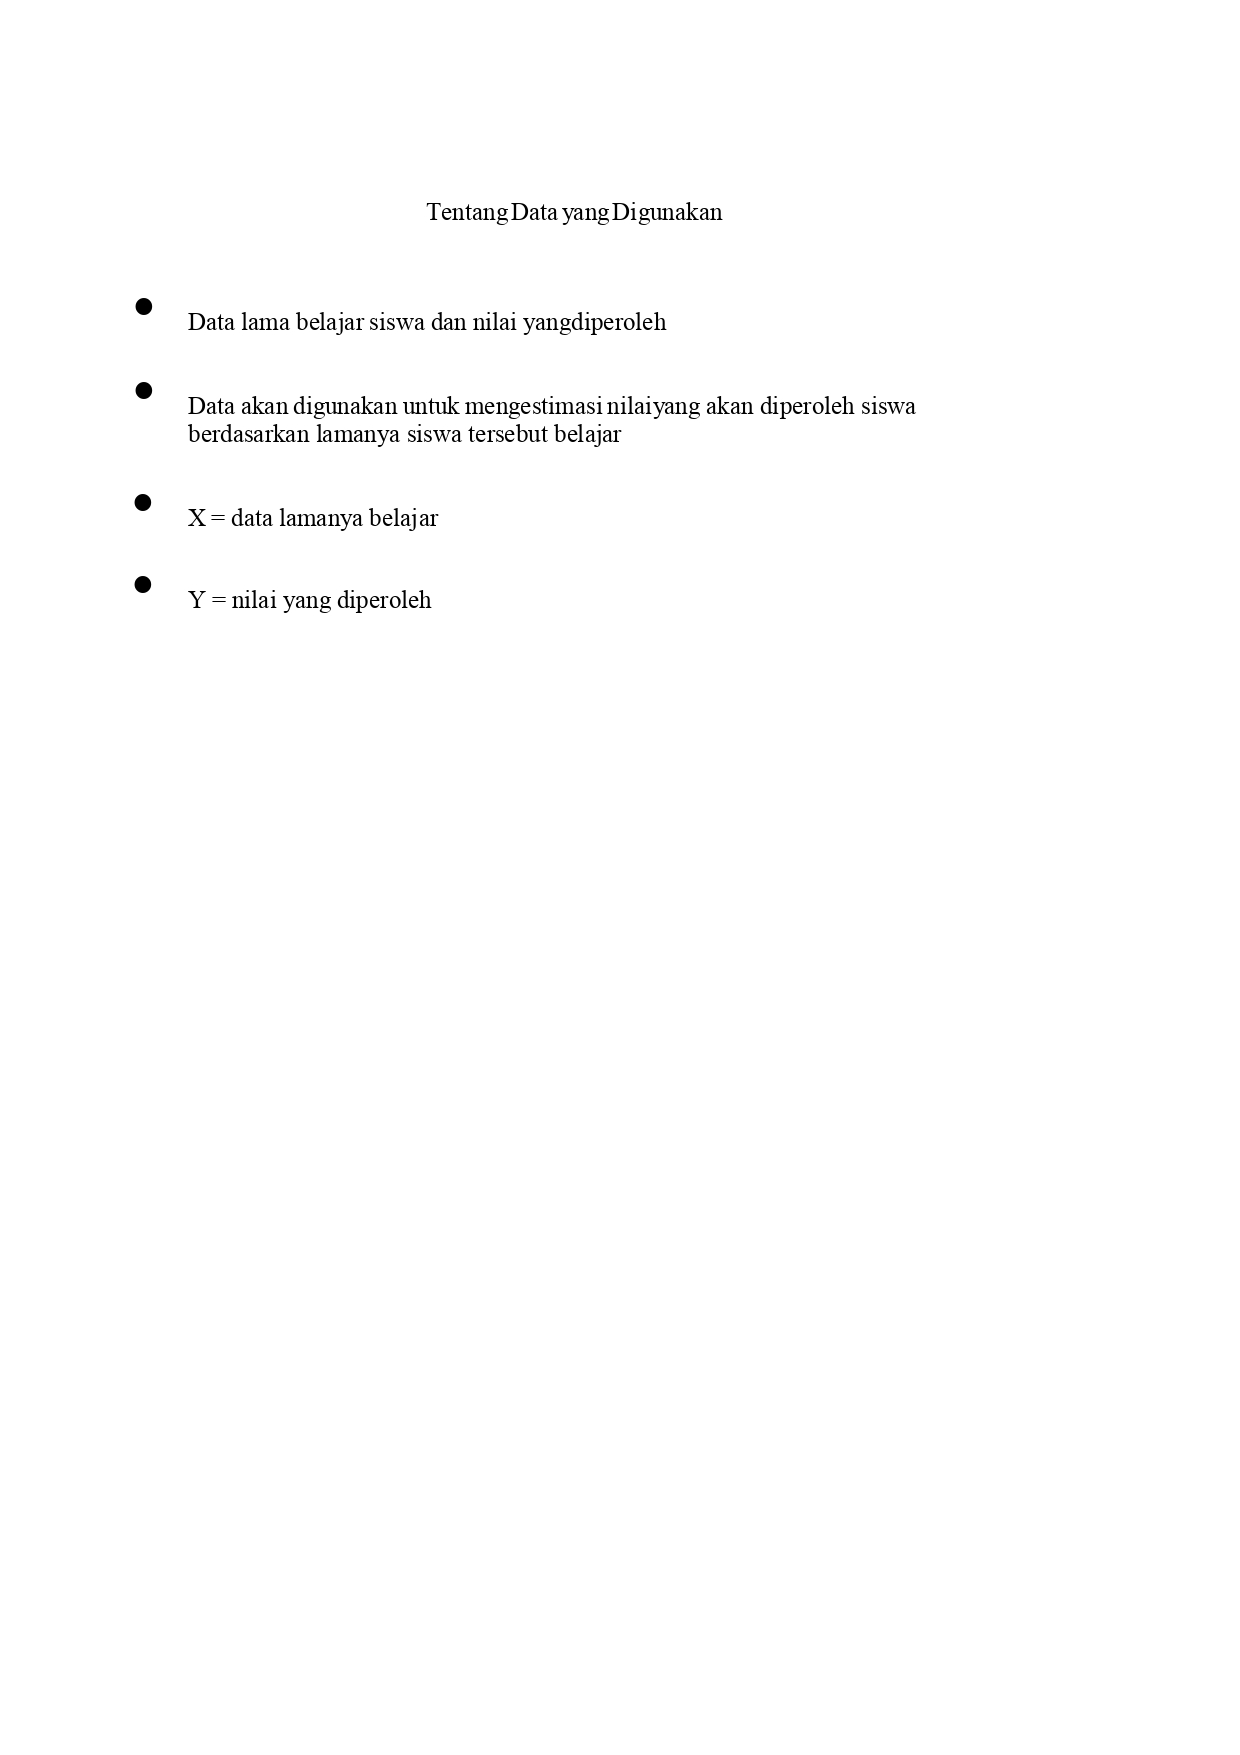 Tentang Data yang Digunakan
● Data lama belajar siswa dan nilai yangdiperoleh
● Data akan digunakan untuk mengestimasi nilaiyang akan diperoleh siswa
berdasarkan lamanya siswa tersebut belajar
● X = data lamanya belajar
● Y = nilai yang diperoleh